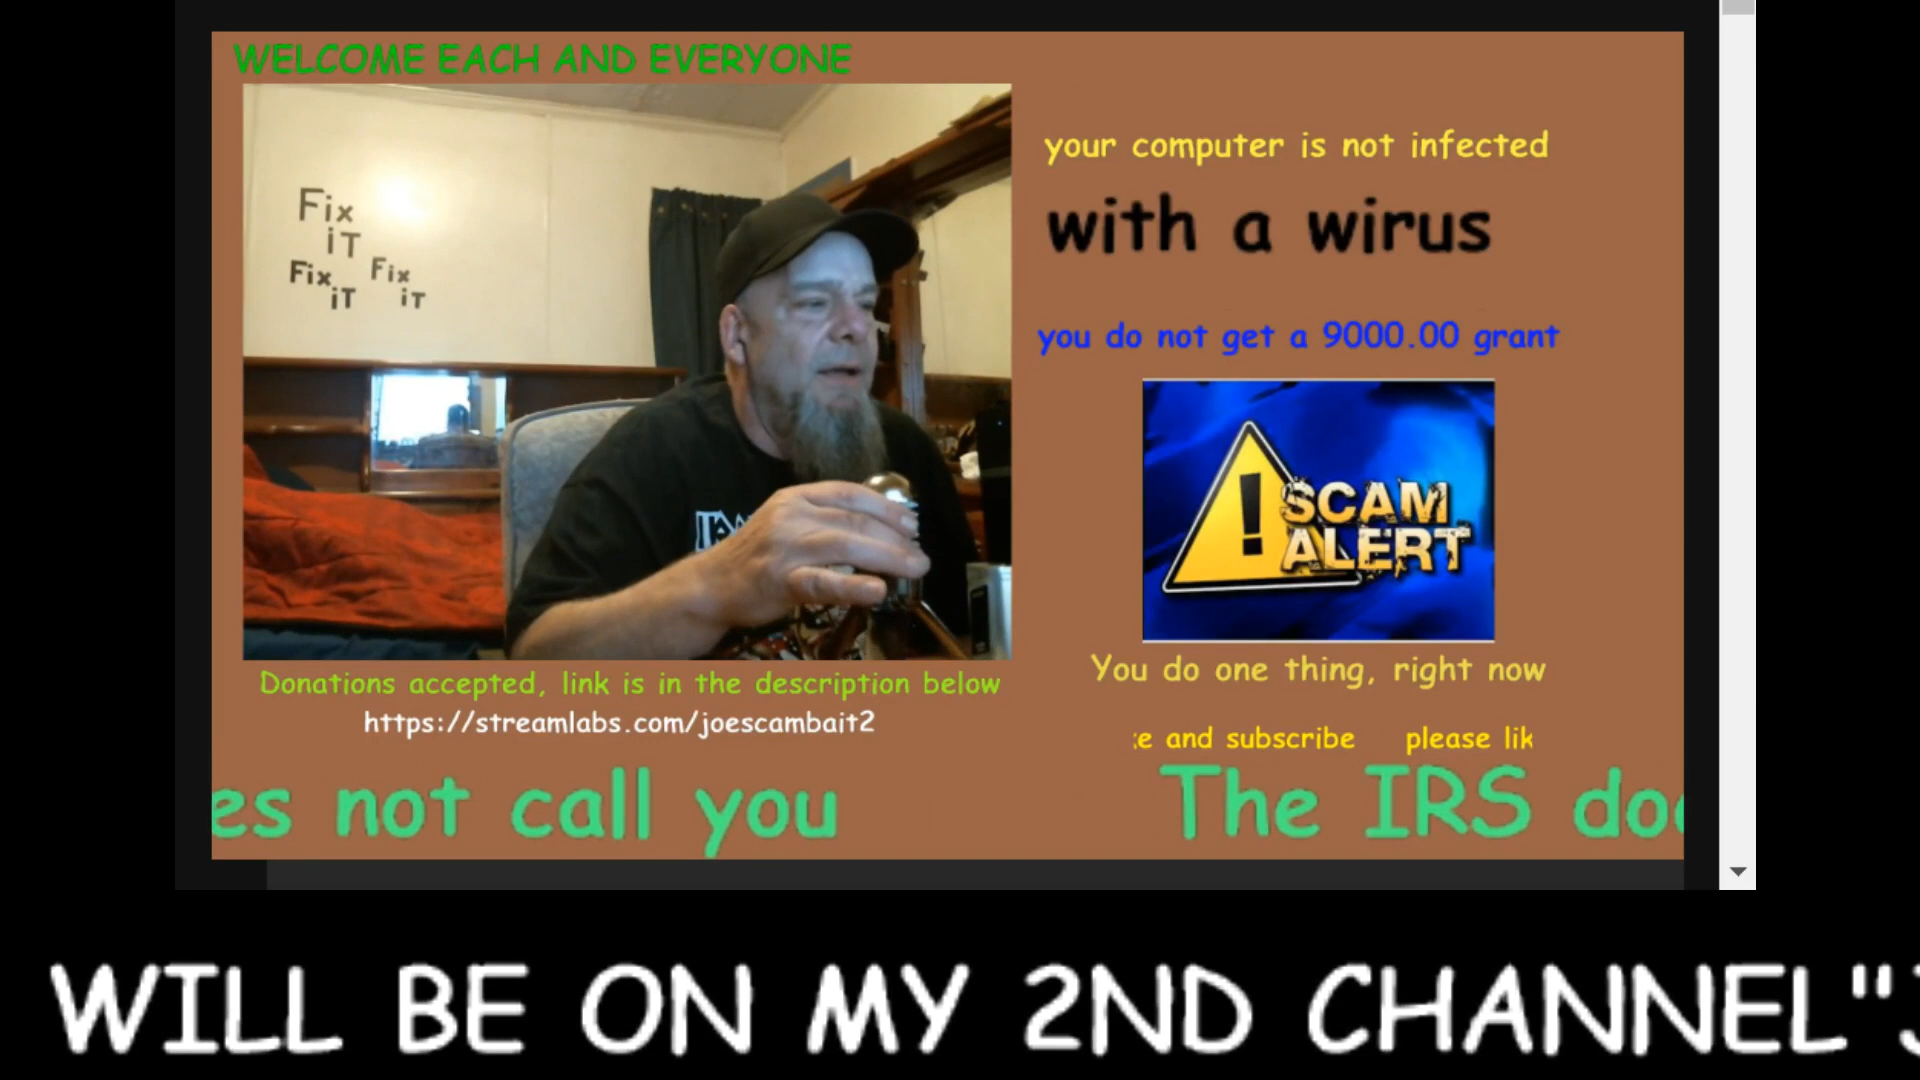 WELCOME EACH AND EVERYONE
Fix
iT
Fix
iT
Fix
iT
your computer is not infected
with a wirus
you do not get a 9000.00 grant
SCAM
ALERT
You do one thing, right now
Donations accepted, link is in the description below
https://streamlabs.com/joescambait2
e and subscribe please lik
es not call you The IRS doe
WILL BE ON MY 2ND CHANNEL"J